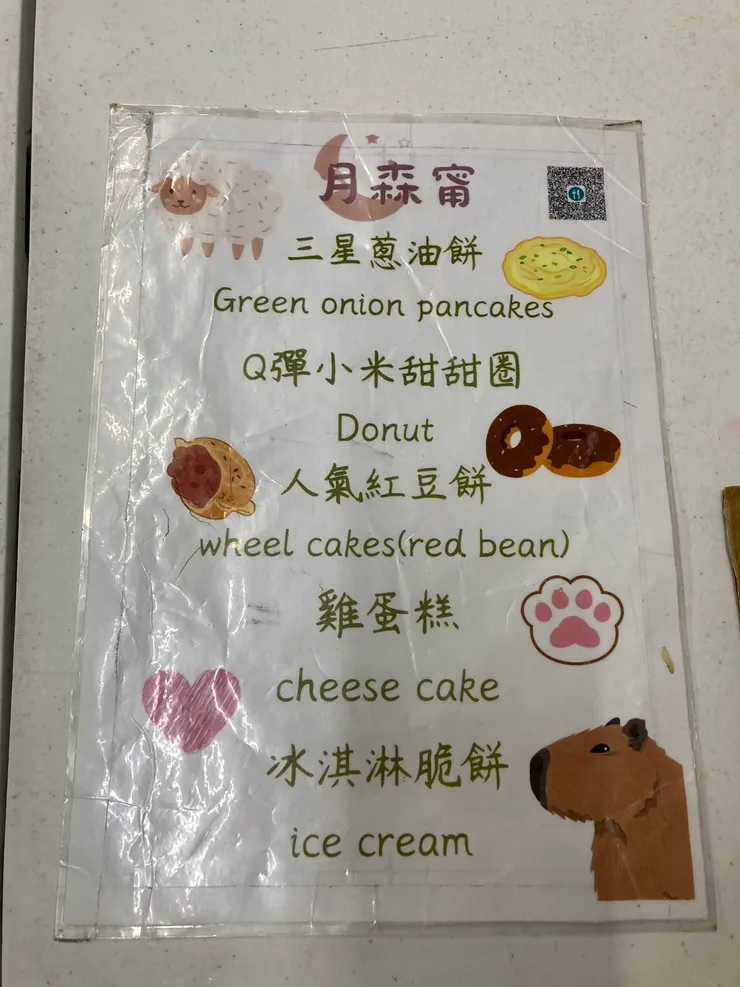 月森甯
三星蔥油餅
Green onion pancakes
Q彈小米甜甜圈
Donut
人氣紅豆餅
wheel cakes(red bean)
雞蛋糕
cheese cake
冰淇淋脆餅
ice cream